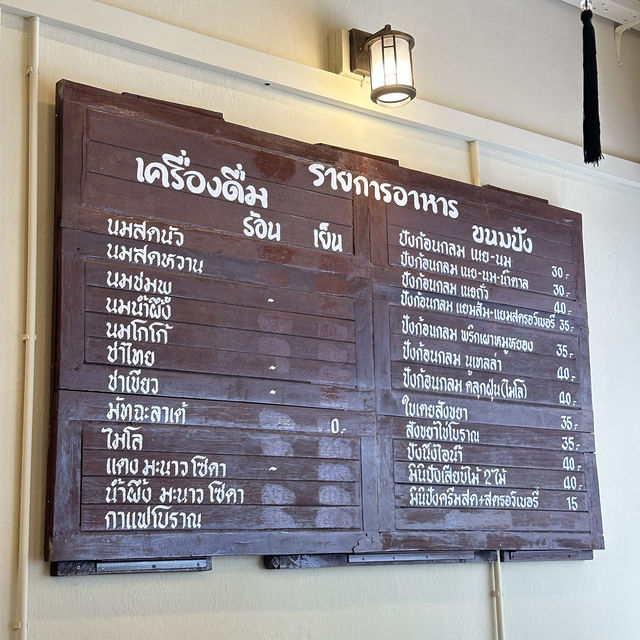 รายการอาหาร
เครื่องดื่ม
ร้อน เย็น
นมสดนัว
นมสดหวาน
นมชมพู -
นมน้ำผึ้ง
นมโกโก้
ชาไทย -
ชาเขียว -
มัทฉะลาเต้ 0.-
ไมโล
แดง มะนาว โซดา -
น้ำผึ้ง มะนาว โซดา
กาแฟโบราณ
ขนมปัง
ปังก้อนกลม เนย-นม 30.-
ปังก้อนกลม เนย-นม-น้ำตาล 30.-
ปังก้อนกลม เนยถั่ว 40.-
ปังก้อนกลม แยมส้ม-แยมสตรอว์เบอรี่ 35.-
ปังก้อนกลม พริกเผาหมูหยอง 35.-
ปังก้อนกลม นูเทลล่า 40.-
ปังก้อนกลม คลุกฝุ่น(ไมโล) 40.-
ใบเตยสังขยา 35.-
สังขยาไข่โบราณ 35.-
ปังนึ่งไอน้ำ 40.-
มินิปังเสียบไม้ 2ไม้ 40.-
มินิปังครีมสด+สตรอว์เบอรี่ 15